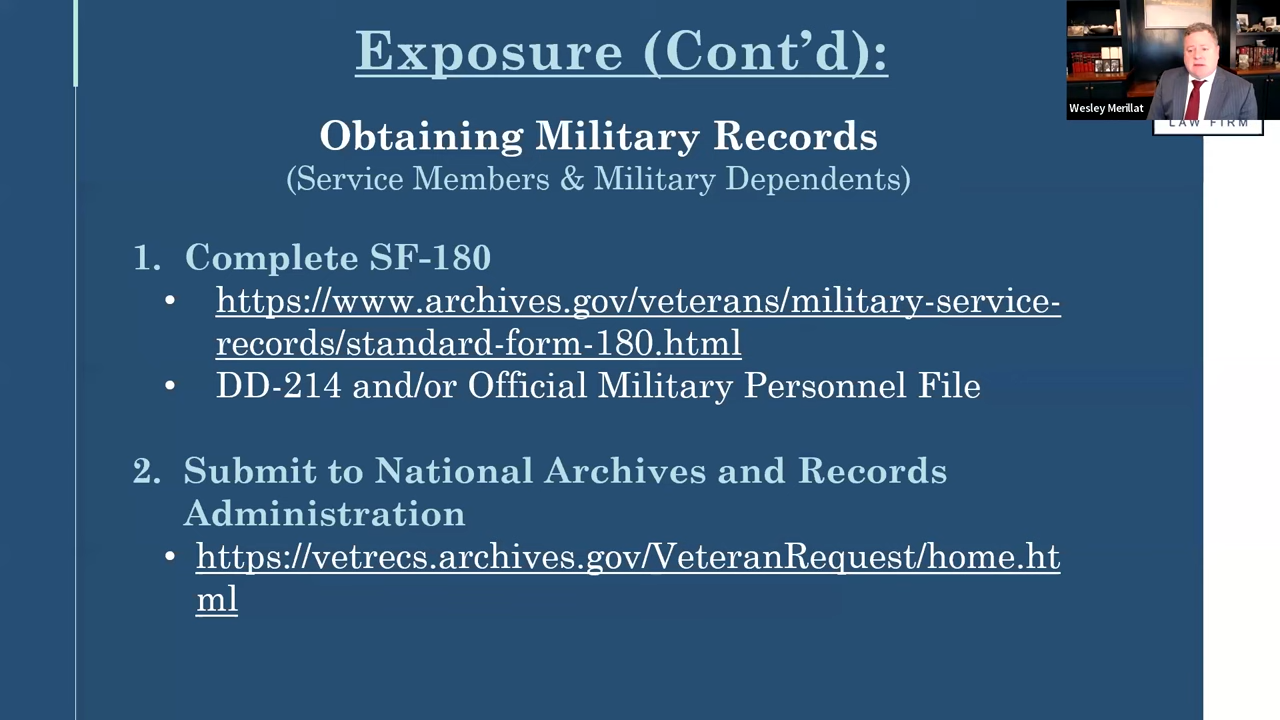 Exposure (Cont’d):
Wesley Merillat
LAW FIRM
Obtaining Military Records
(Service Members & Military Dependents)
1. Complete SF-180
• https://www.archives.gov/veterans/military-service-
records/standard-form-180.html
• DD-214 and/or Official Military Personnel File
2. Submit to National Archives and Records
Administration
• https://vetrecs.archives.gov/VeteranRequest/home.ht
ml